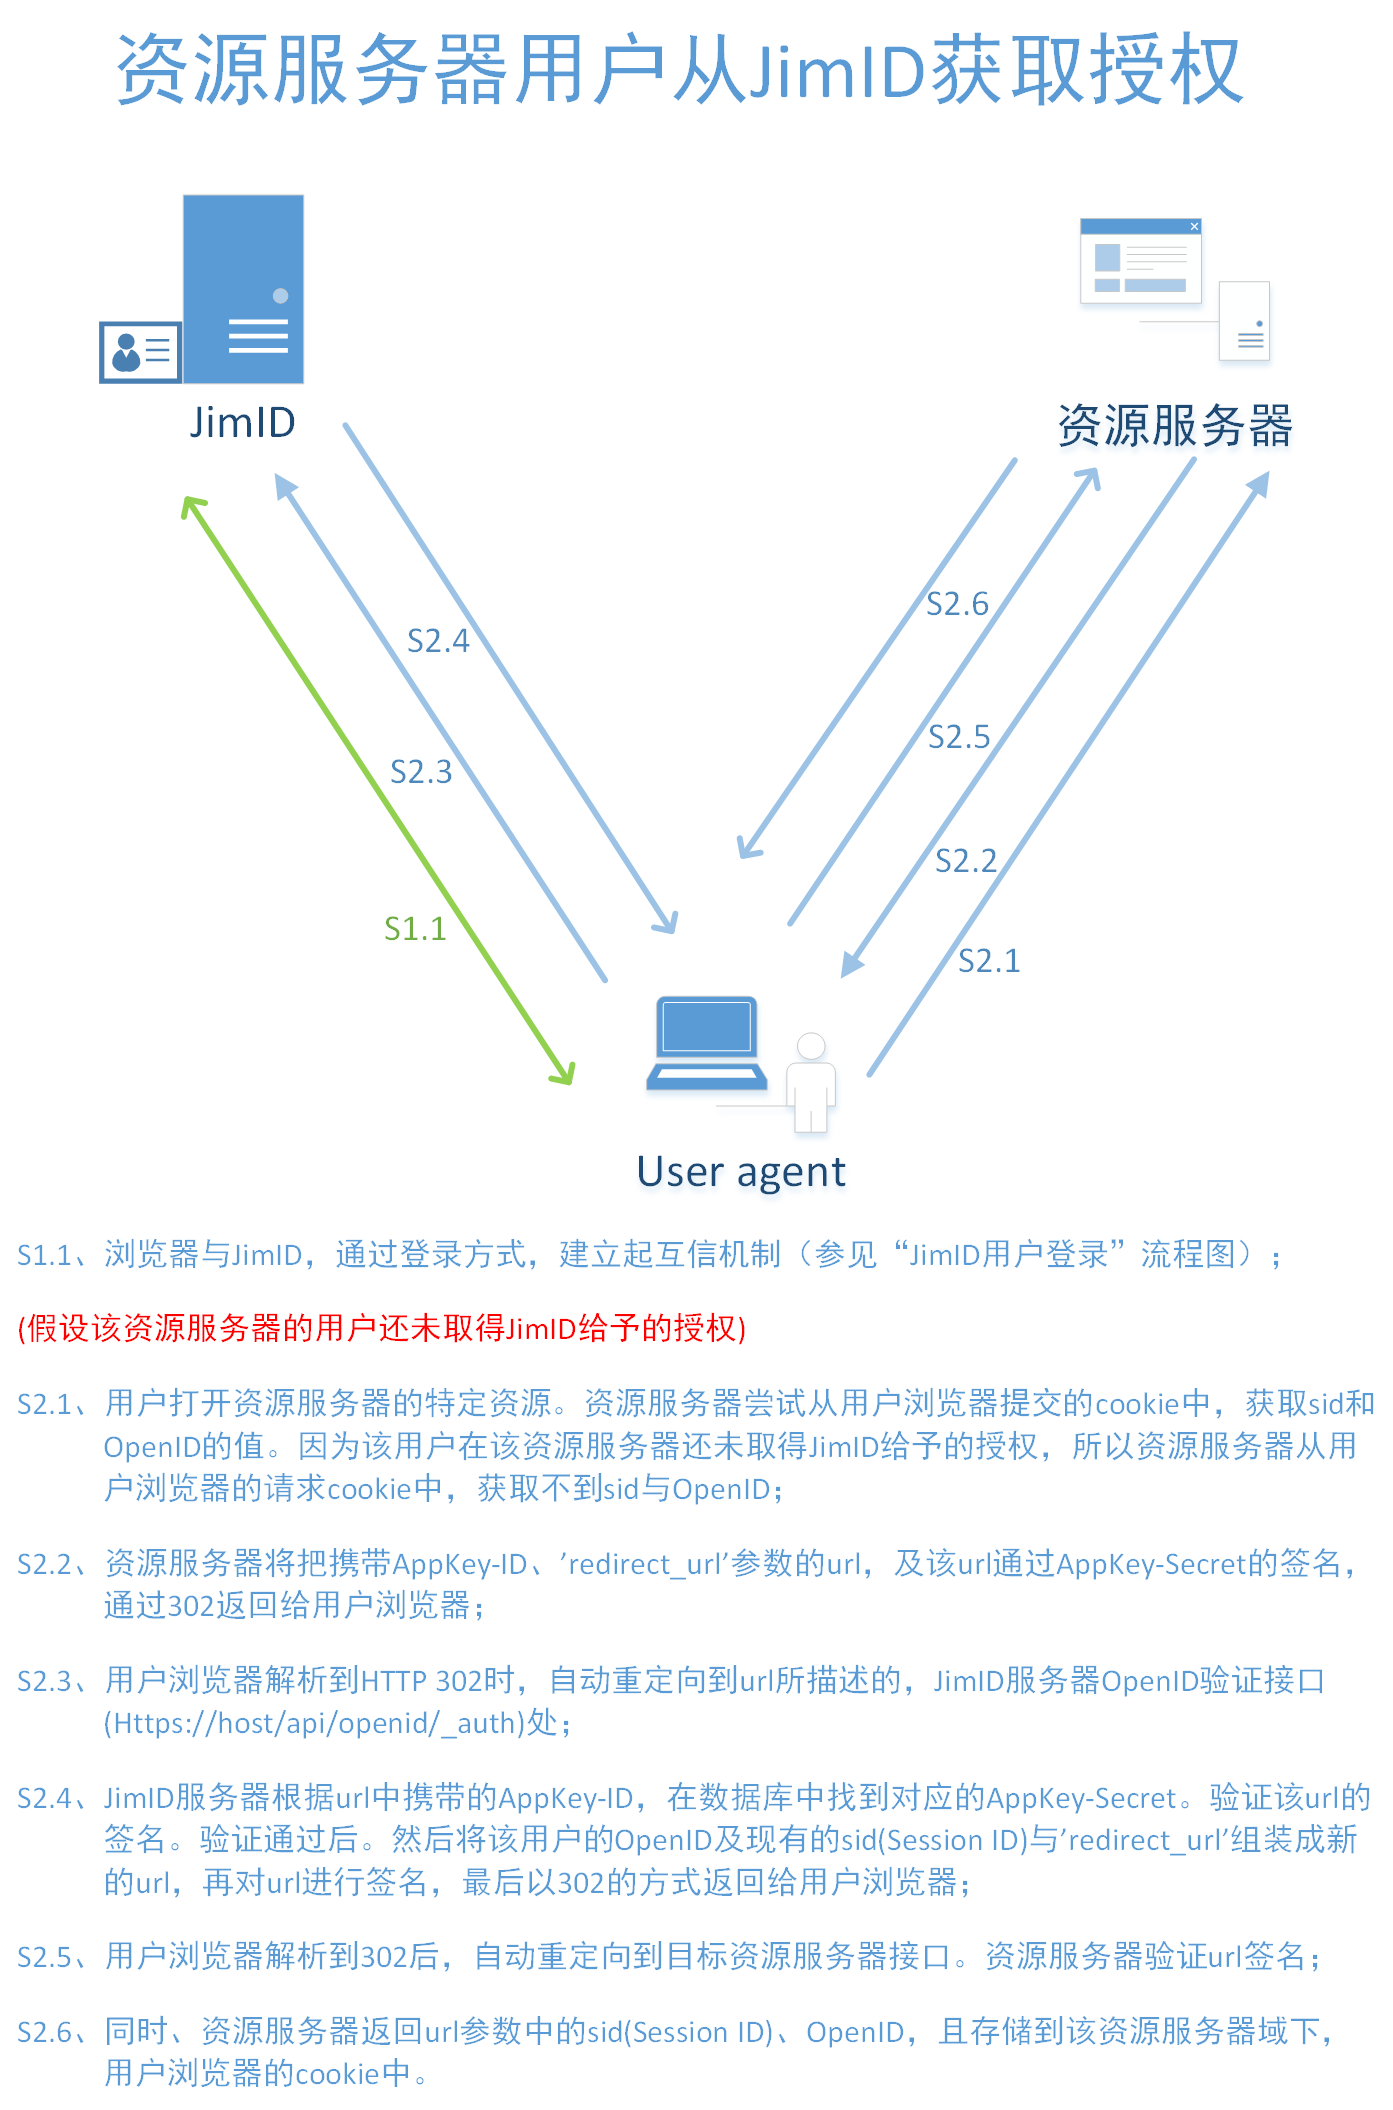 资源服务器用户从JimID获取授权
JimID
资源服务器
S2.6
S2.4
S2.5
S2.3
S2.2
S1.1
S2.1
User agent
S1.1、浏览器与JimID，通过登录方式，建立起互信机制（参见“JimID用户登录”流程图）；
(假设该资源服务器的用户还未取得JimID给予的授权)
S2.1、用户打开资源服务器的特定资源。资源服务器尝试从用户浏览器提交的cookie中，获取sid和
OpenID的值。因为该用户在该资源服务器还未取得JimID给予的授权，所以资源服务器从用
户浏览器的请求cookie中，获取不到sid与OpenID；
S2.2、资源服务器将把携带AppKey-ID、’redirect_url’参数的url，及该url通过AppKey-Secret的签名，
通过302返回给用户浏览器；
S2.3、用户浏览器解析到HTTP 302时，自动重定向到url所描述的，JimID服务器OpenID验证接口
(Https://host/api/openid/_auth)处；
S2.4、JimID服务器根据url中携带的AppKey-ID，在数据库中找到对应的AppKey-Secret。验证该url的
签名。验证通过后。然后将该用户的OpenID及现有的sid(Session ID)与’redirect_url’组装成新
的url，再对url进行签名，最后以302的方式返回给用户浏览器；
S2.5、用户浏览器解析到302后，自动重定向到目标资源服务器接口。资源服务器验证url签名；
S2.6、同时、资源服务器返回url参数中的sid(Session ID)、OpenID，且存储到该资源服务器域下，
用户浏览器的cookie中。